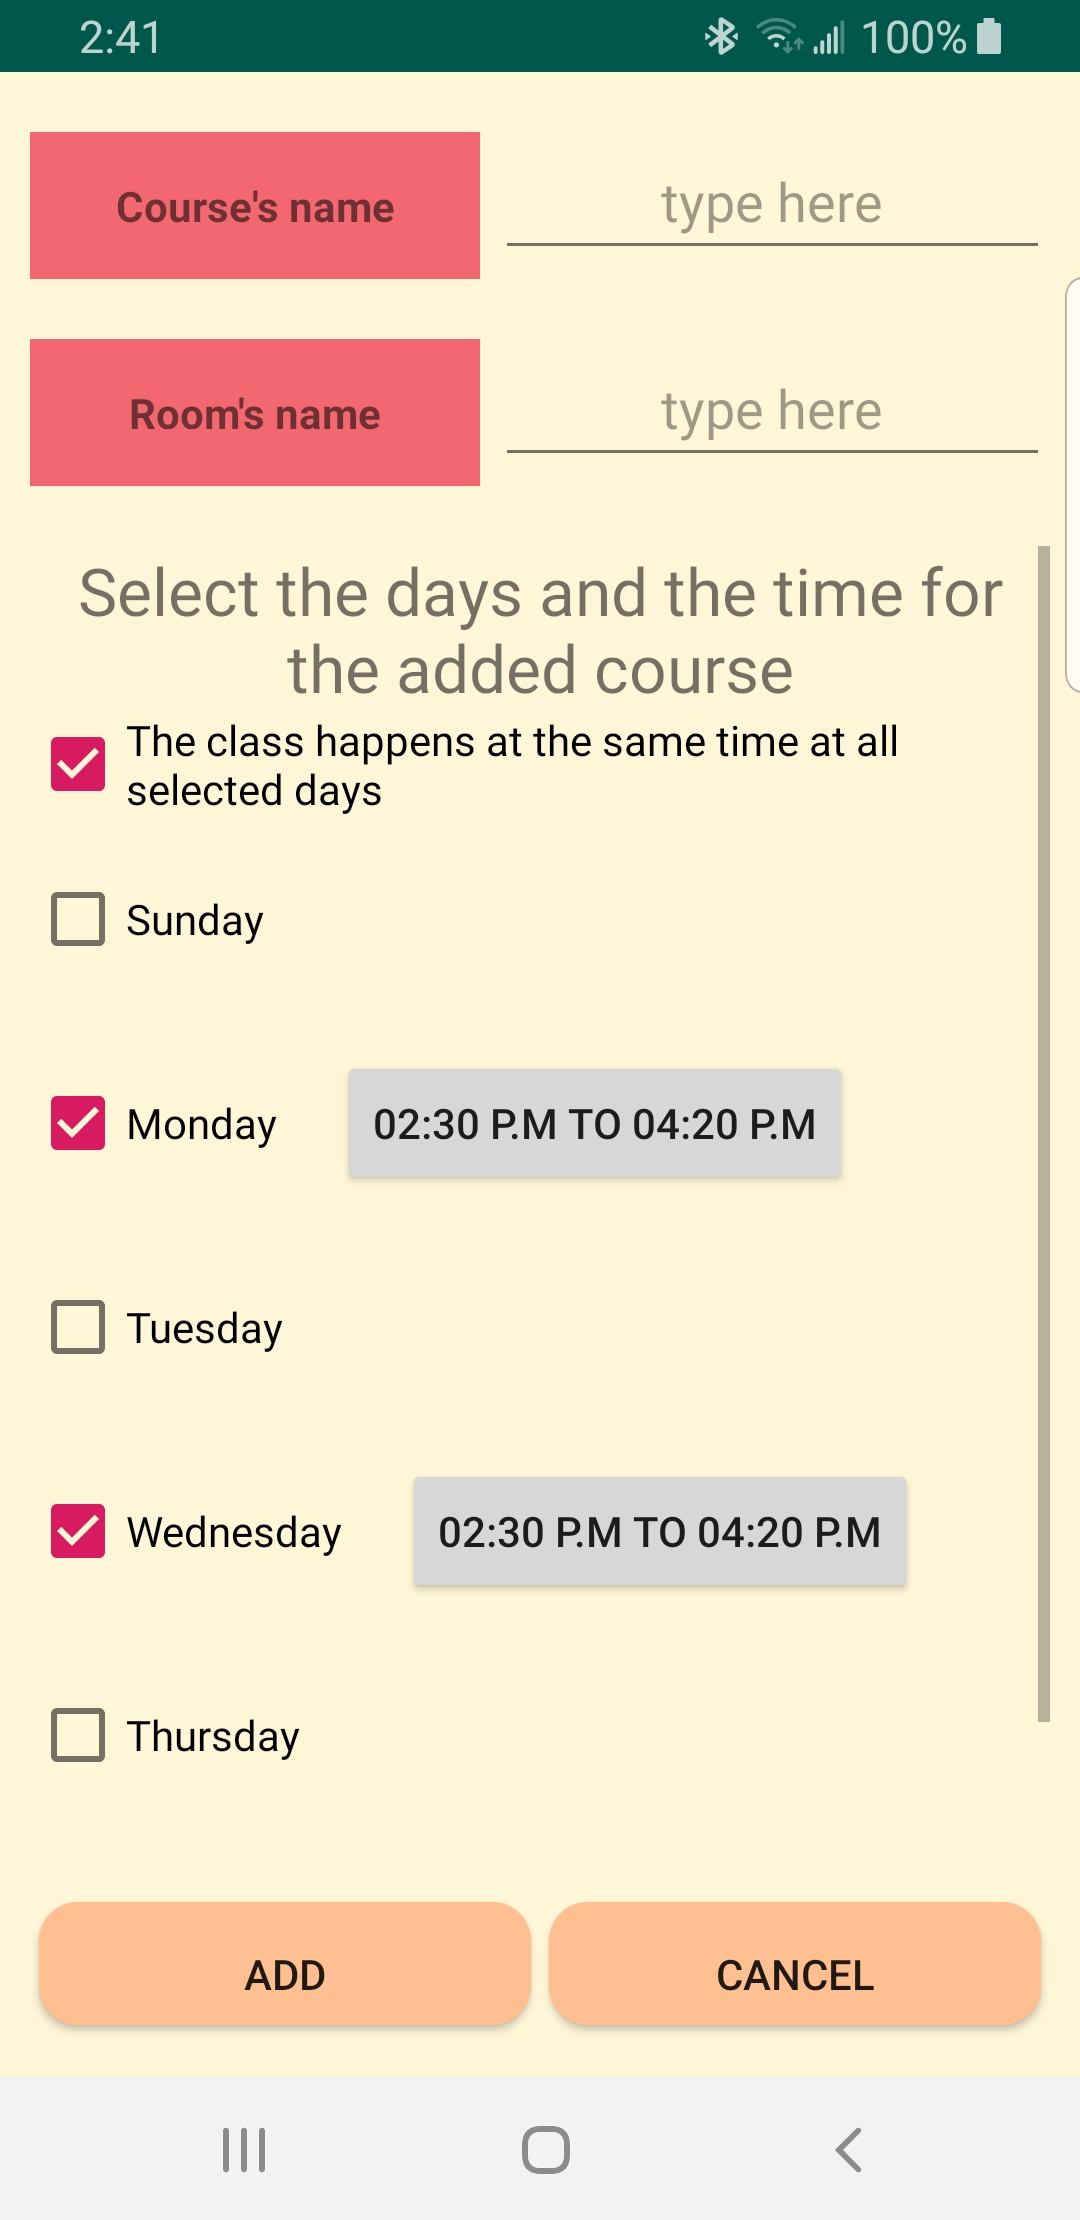 2:41
100%
Course's name
type here
Room's name
type here
Select the days and the time for
the added course
The class happens at the same time at all
selected days
Sunday
Monday
02:30 P.M TO 04:20 P.M
Tuesday
Wednesday
02:30 P.M TO 04:20 P.M
Thursday
ADD
CANCEL